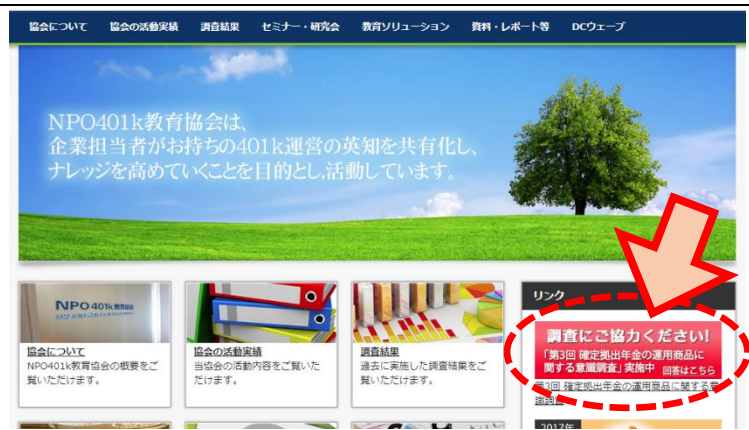 協会について 協会の活動実績 調査結果 セミナー・研究会 教育ソリューション 資料・レポート等 DCウェーブ
NPO401k教育協会は、
企業担当者がお持ちの401k運営の英知を共有化し、
ナレッジを高めていくことを目的とし、活動しています。
NPO401k教育協会
協会について
NPO401k教育協会の概要をご
覧いただけます。
協会の活動実績
当協会の活動内容をご覧いた
だけます。
調査結果
過去に実施した調査結果をご
覧いただけます。
リンク
調査にご協力ください!
「第3回 確定拠出年金の運用商品に
関する意識調査」実施中 回答はこちら
第3回 確定拠出年金の運用商品に関する意
識調査
2017年